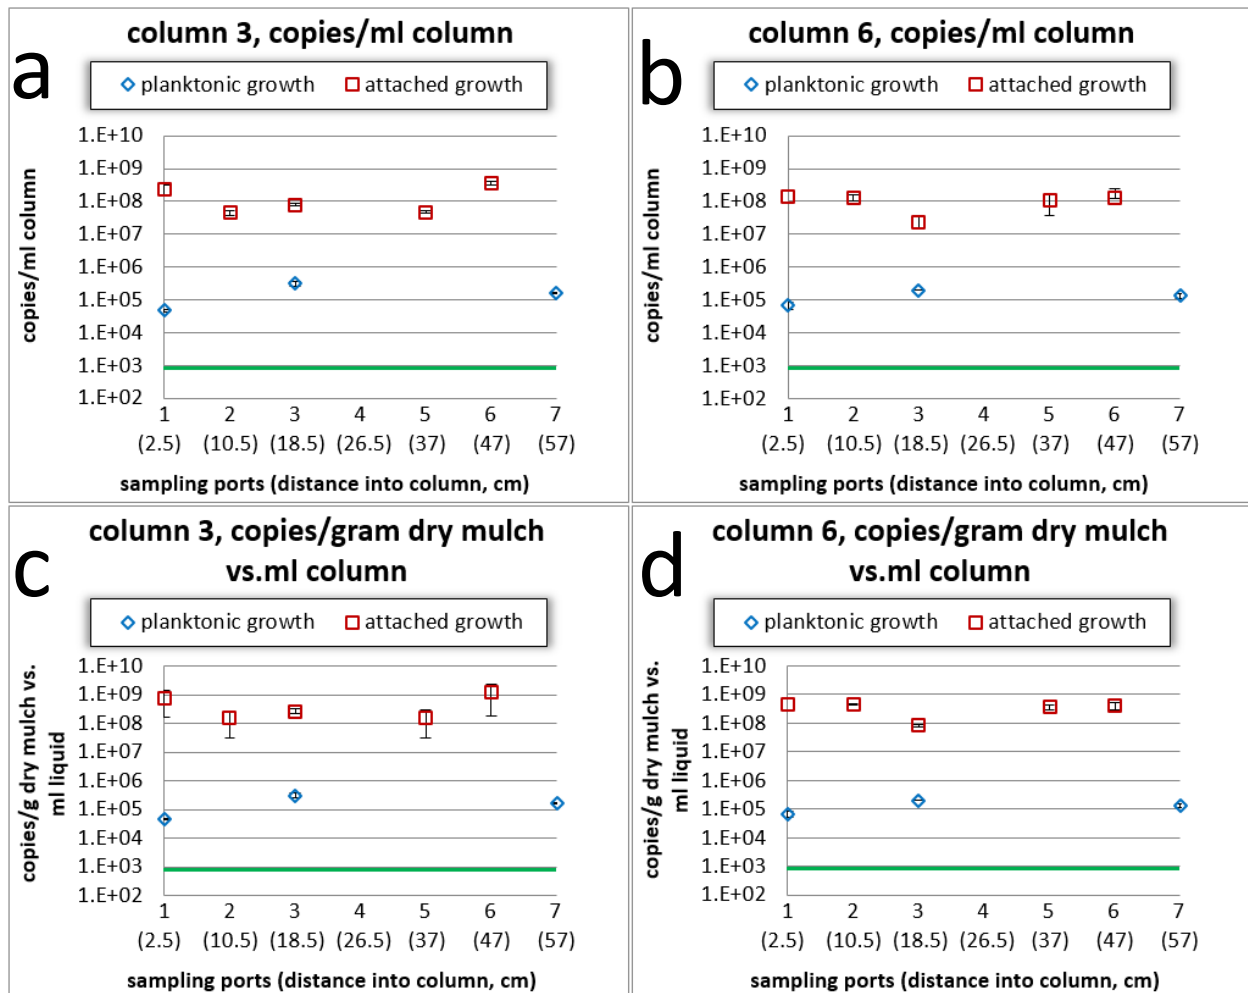 a
column 3, copies/ml column
planktonic growth attached growth
copies/ml column
1.E+10
1.E+09
1.E+08
1.E+07
1.E+06
1.E+05
1.E+04
1.E+03
1.E+02
1 2 3 4 5 6 7
(2.5) (10.5) (18.5) (26.5) (37) (47) (57)
sampling ports (distance into column, cm)
b
column 6, copies/ml column
planktonic growth attached growth
copies/ml column
1.E+10
1.E+09
1.E+08
1.E+07
1.E+06
1.E+05
1.E+04
1.E+03
1.E+02
1 2 3 4 5 6 7
(2.5) (10.5) (18.5) (26.5) (37) (47) (57)
sampling ports (distance into column, cm)
c
column 3, copies/gram dry mulch
vs.ml column
planktonic growth attached growth
copies/g dry mulch vs.
ml liquid
1.E+10
1.E+09
1.E+08
1.E+07
1.E+06
1.E+05
1.E+04
1.E+03
1.E+02
1 2 3 4 5 6 7
(2.5) (10.5) (18.5) (26.5) (37) (47) (57)
sampling ports (distance into column, cm)
d
column 6, copies/gram dry mulch
vs.ml column
planktonic growth attached growth
copies/g dry mulch vs.
ml liquid
1.E+10
1.E+09
1.E+08
1.E+07
1.E+06
1.E+05
1.E+04
1.E+03
1.E+02
1 2 3 4 5 6 7
(2.5) (10.5) (18.5) (26.5) (37) (47) (57)
sampling ports (distance into column, cm)